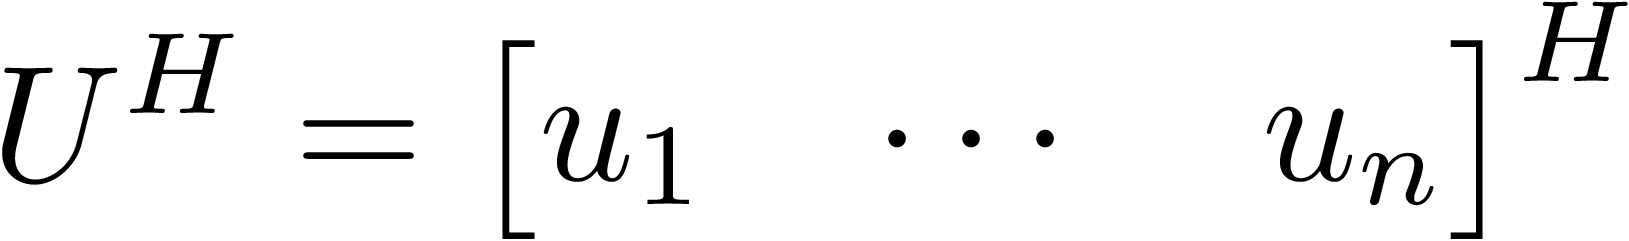 U^H = [u_1 ⋯ u_n]^H